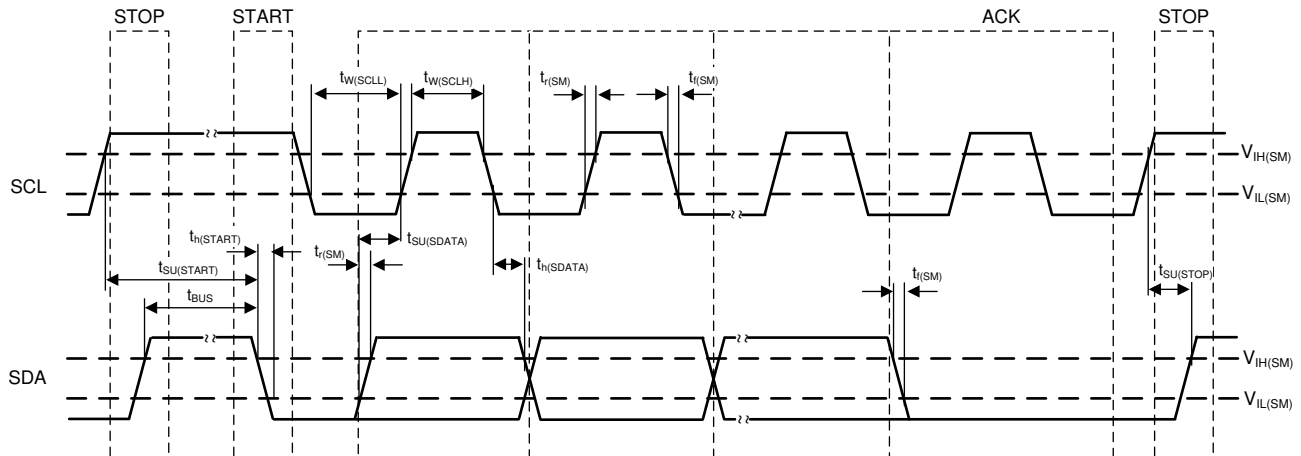 STOP START ACK STOP
tW(SCLL) tW(SCLH) tr(SM) tf(SM)
VIH(SM)
SCL
VIL(SM)
th(START)
tr(SM)
tSU(SDATA)
tSU(START)
th(SDATA)
tf(SM)
tSU(STOP)
tBUS
VIH(SM)
SDA
VIL(SM)